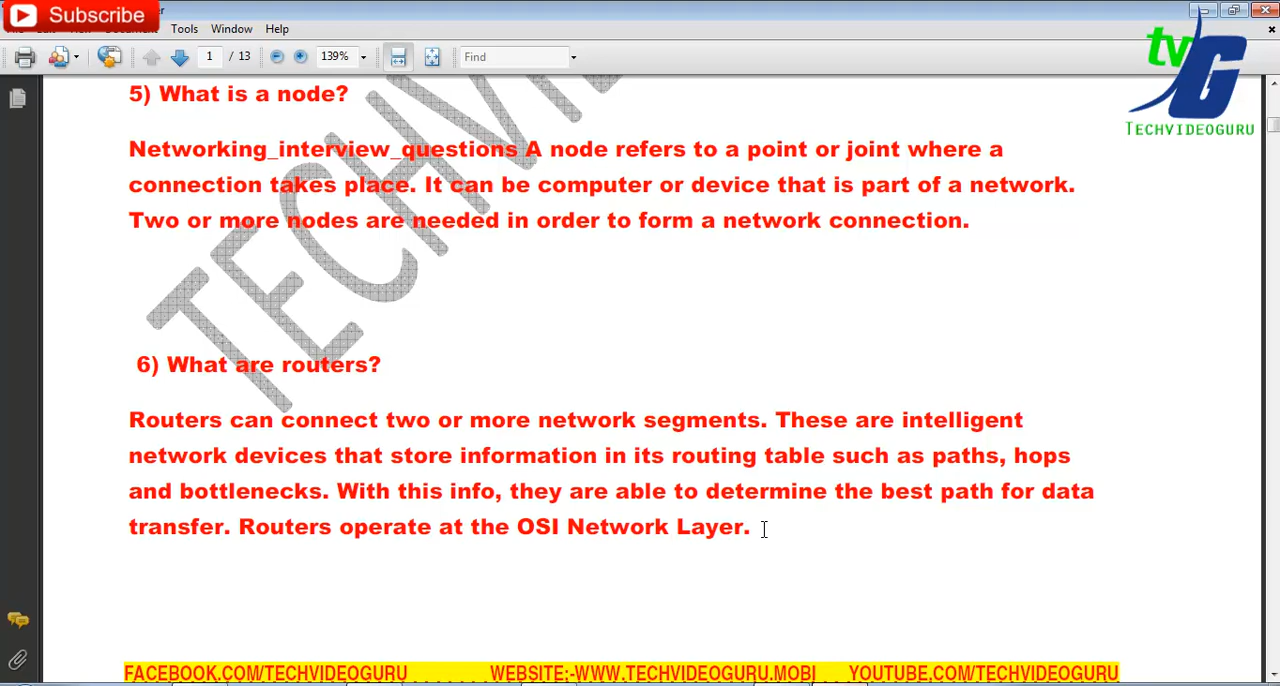 Subscribe
Tools Window Help
1 / 13 139% Find
tv
G
TECHVIDEOGURU
5) What is a node?
Networking_interview_questions A node refers to a point or joint where a
connection takes place. It can be computer or device that is part of a network.
Two or more nodes are needed in order to form a network connection.
TECHVI
6) What are routers?
Routers can connect two or more network segments. These are intelligent
network devices that store information in its routing table such as paths, hops
and bottlenecks. With this info, they are able to determine the best path for data
transfer. Routers operate at the OSI Network Layer.
FACEBOOK.COM/TECHVIDEOGURU WEBSITE;-WWW.TECHVIDEOGURU.MOBI YOUTUBE,COM/TECHVIDEOGURU